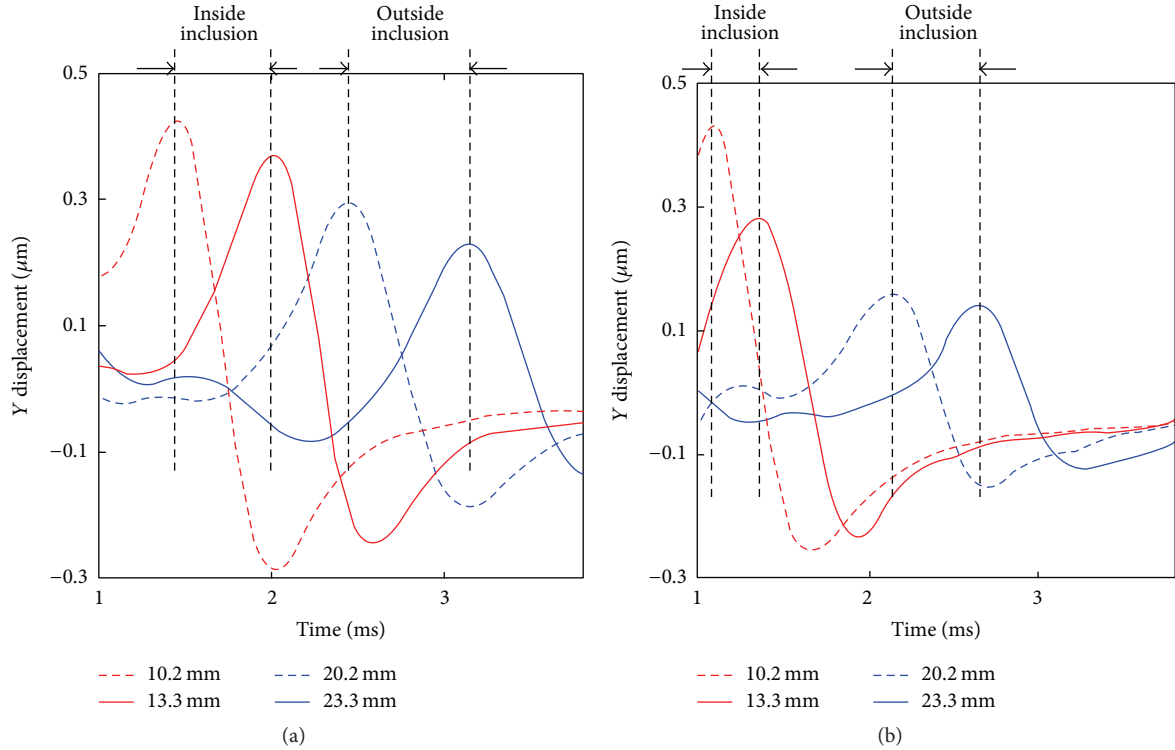 Inside
inclusion
Outside
inclusion
0.5
0.3
0.1
−0.1
−0.3
Y displacement (μm)
1
2
3
Time (ms)
10.2 mm
20.2 mm
13.3 mm
23.3 mm
(a)
Inside
inclusion
Outside
inclusion
0.5
0.3
0.1
−0.1
−0.3
Y displacement (μm)
1
2
3
Time (ms)
10.2 mm
20.2 mm
13.3 mm
23.3 mm
(b)